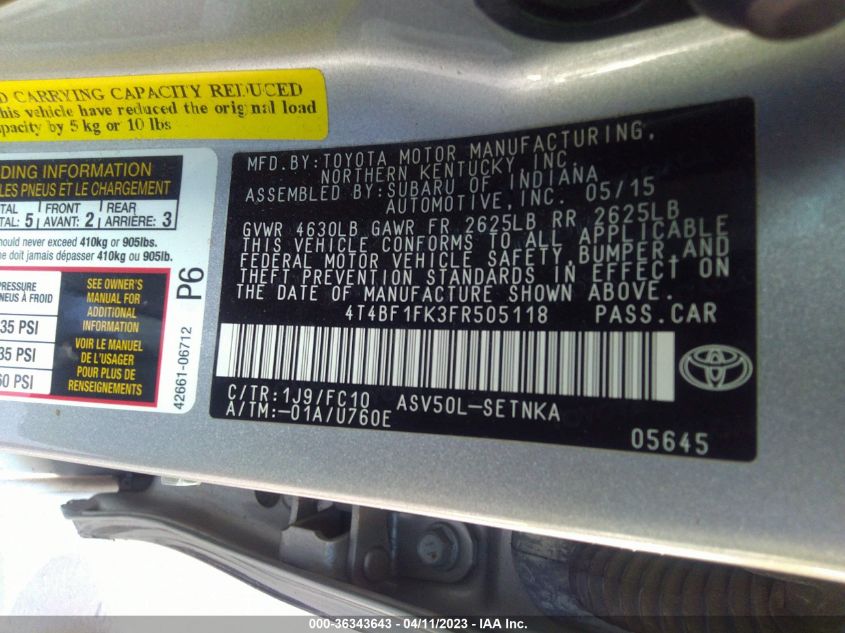 D CARRYING CAPACITY REDUCED
his vehicle have reduced the original load
apacity by 5 kg or 10 lbs
DING INFORMATION
LES PNEUS ET LE CHARGEMENT
TAL
TAL: 5
FRONT
AVANT: 2
REAR
ARRIÈRE: 3
hould never exceed 410kg or 905lbs.
ne doit jamais dépasser 410kg ou 905lb.
PRESSURE
NEUS À FROID
35 PSI
35 PSI
60 PSI
SEE OWNER'S
MANUAL FOR
ADDITIONAL
INFORMATION
VOIR LE MANUEL
DE L'USAGER
POUR PLUS DE
RENSEIGNEMENTS
P6
42661-06712
MFD.BY: TOYOTA MOTOR MANUFACTURING,
NORTHERN KENTUCKY, INC.
ASSEMBLED BY: SUBARU OF INDIANA
AUTOMOTIVE, INC. 05/15
GVWR 4630LB GAWR FR 2625LB RR 2625LB
THIS VEHICLE CONFORMS TO ALL APPLICABLE
FEDERAL MOTOR VEHICLE SAFETY, BUMPER, AND
THEFT PREVENTION STANDARDS IN EFFECT ON
THE DATE OF MANUFACTURE SHOWN ABOVE.
4T4BF1FK3FR505118 PASS.CAR
C/TR: 1J9/FC10 ASV50L-SETNKA
A/TM: -01A/U760E
05645
000-36343643 - 04/11/2023 - IAA Inc.